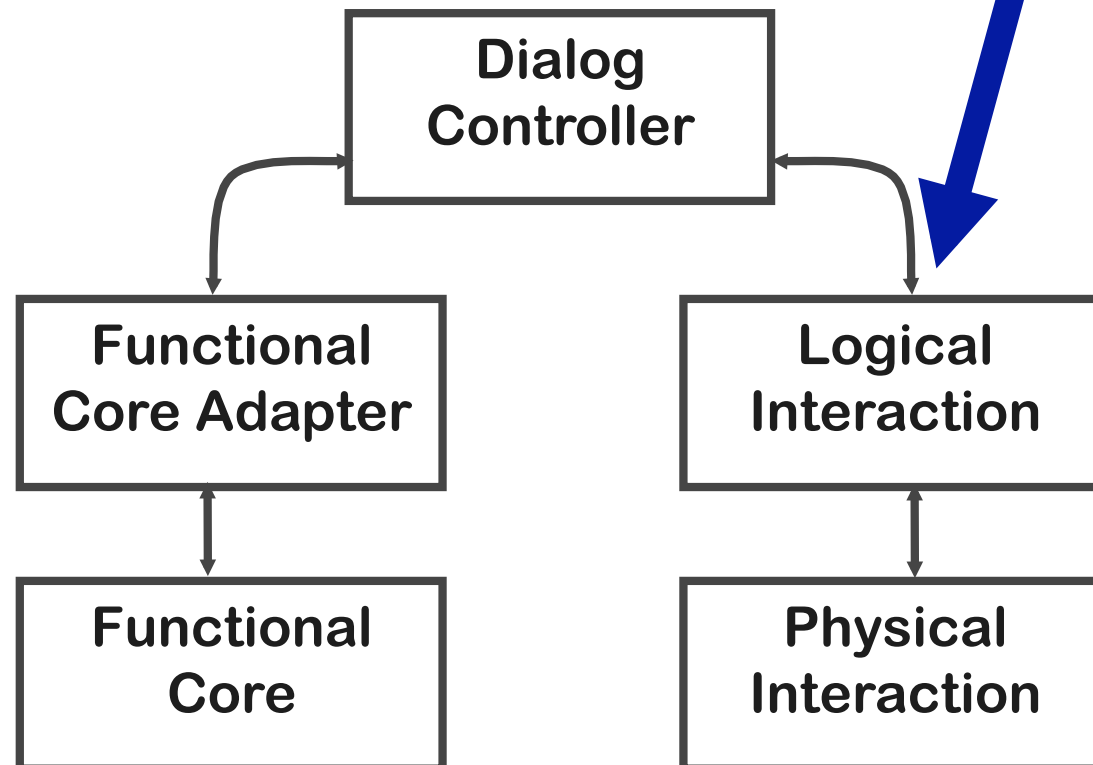 Dialog
Controller
Functional
Core Adapter
Logical
Interaction
Functional
Core
Physical
Interaction